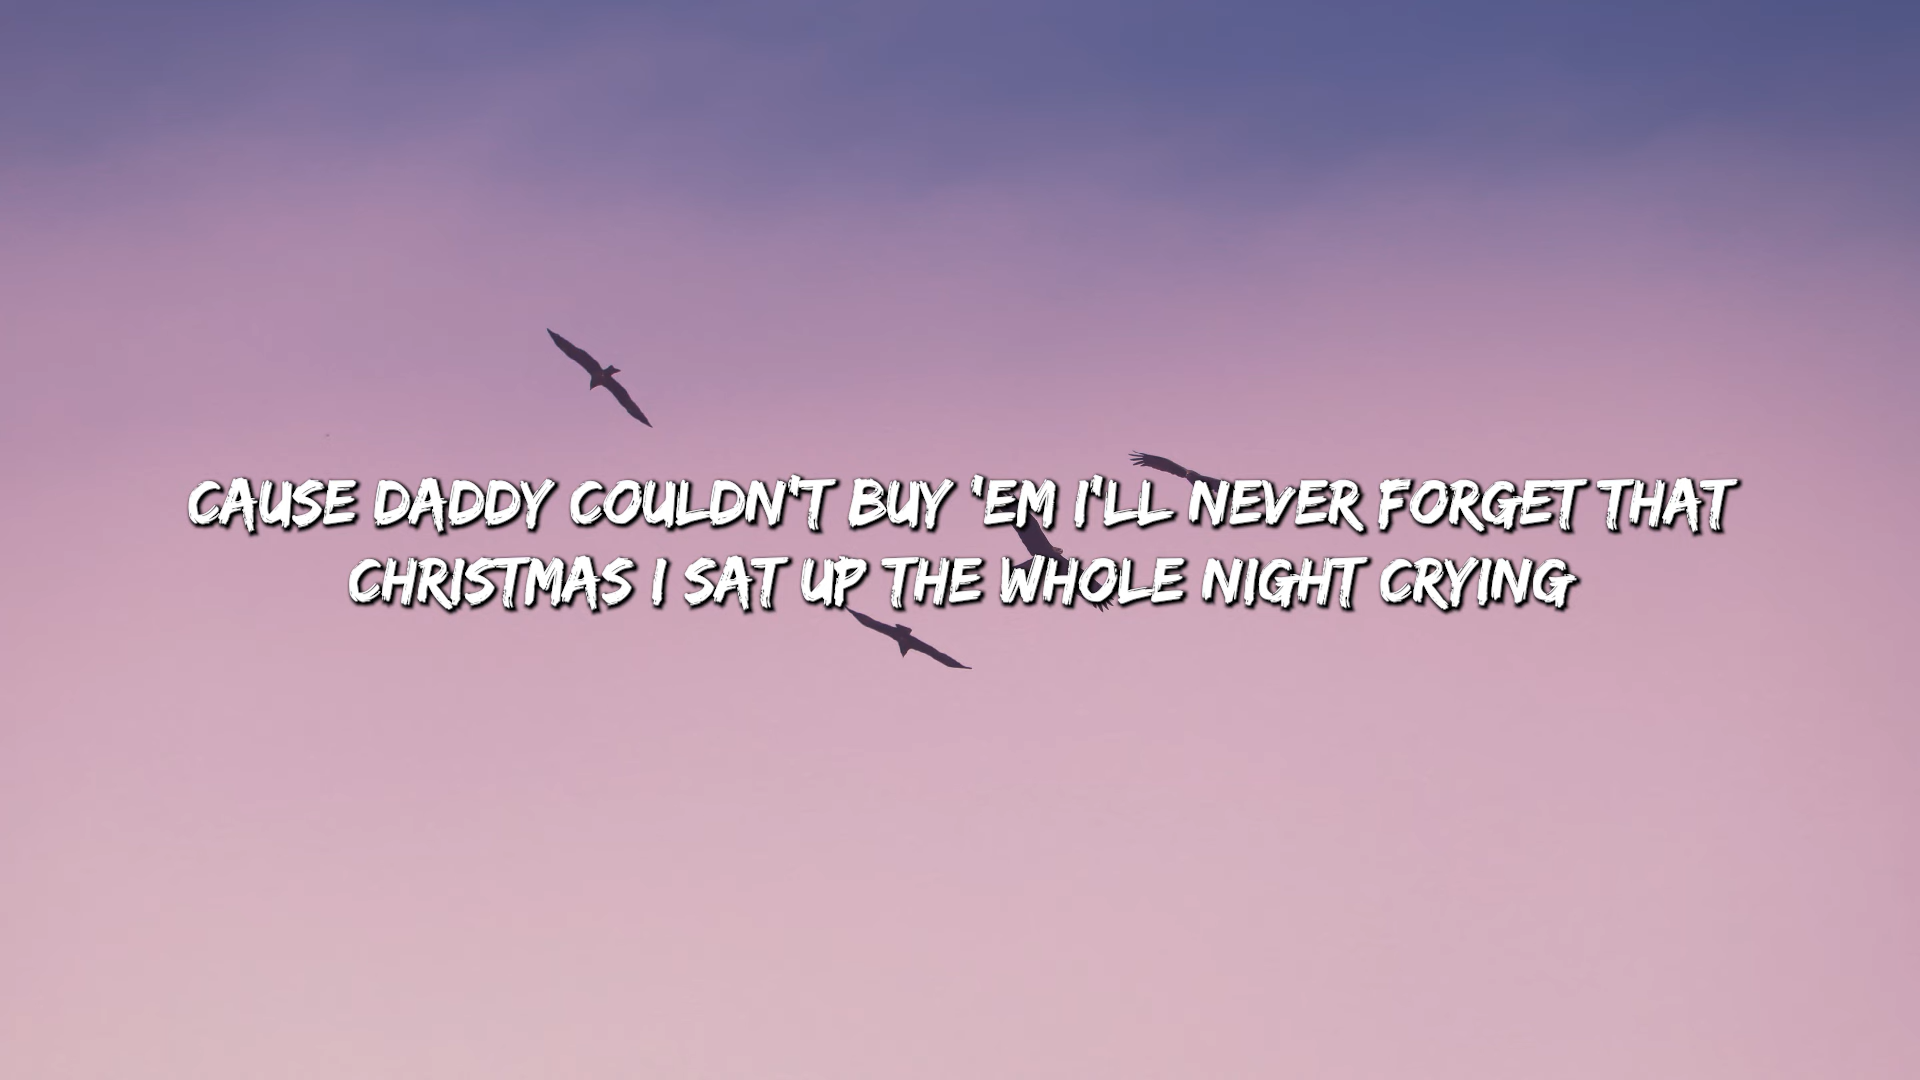 CAUSE DADDY COULDN'T BUY 'EM I'LL NEVER FORGET THAT
CHRISTMAS I SAT UP THE WHOLE NIGHT CRYING